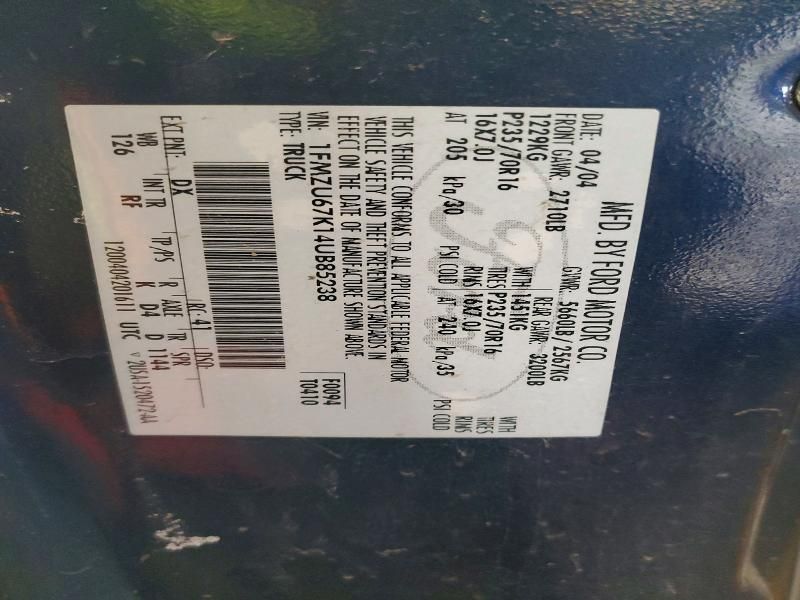 MFD. BY FORD MOTOR CO.
DATE: 04/04 GVWR: 5660LB / 2567KG
FRONT GAWR: 2710LB REAR GAWR: 3200LB
1229KG WITH 1451KG WITH
P235/70R16 TIRES P235/70R16 TIRES
16X7.0J RIMS 16X7.0J RIMS
AT 205 kPa/30 PSI COLD AT 240 kPa/35 PSI COLD
THIS VEHICLE CONFORMS TO ALL APPLICABLE FEDERAL MOTOR
VEHICLE SAFETY AND THEFT PREVENTION STANDARDS IN
EFFECT ON THE DATE OF MANUFACTURE SHOWN ABOVE.
VIN: 1FMZU67K14UB85238 F0094
TYPE: TRUCK T0410
EXT PNT: DX RC: 41 DSO:
WB INT TR TP/PS R AXLE TR SPR
126 RF K D4 D 1144
1200404201611 UTC